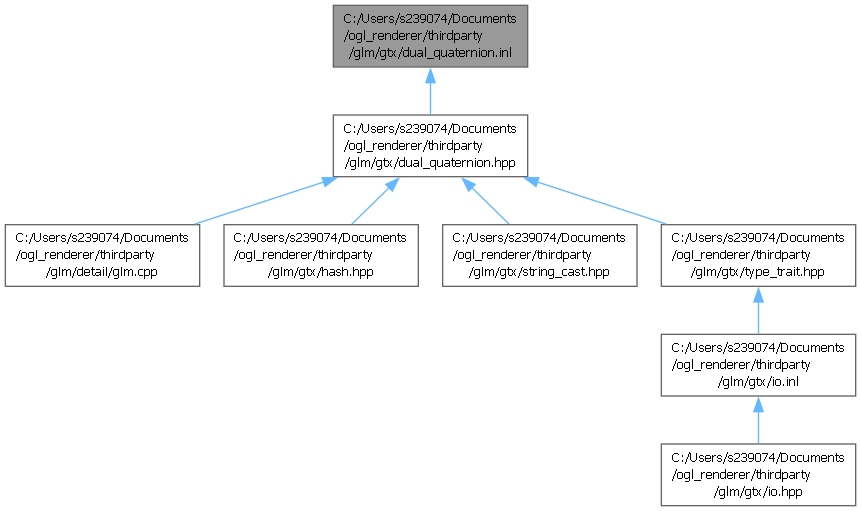 C:/Users/s239074/Documents
/ogl_renderer/thirdparty
/glm/gtx/dual_quaternion.inl
C:/Users/s239074/Documents
/ogl_renderer/thirdparty
/glm/gtx/dual_quaternion.hpp
C:/Users/s239074/Documents
/ogl_renderer/thirdparty
/glm/detail/glm.cpp
C:/Users/s239074/Documents
/ogl_renderer/thirdparty
/glm/gtx/hash.hpp
C:/Users/s239074/Documents
/ogl_renderer/thirdparty
/glm/gtx/string_cast.hpp
C:/Users/s239074/Documents
/ogl_renderer/thirdparty
/glm/gtx/type_trait.hpp
C:/Users/s239074/Documents
/ogl_renderer/thirdparty
/glm/gtx/io.inl
C:/Users/s239074/Documents
/ogl_renderer/thirdparty
/glm/gtx/io.hpp